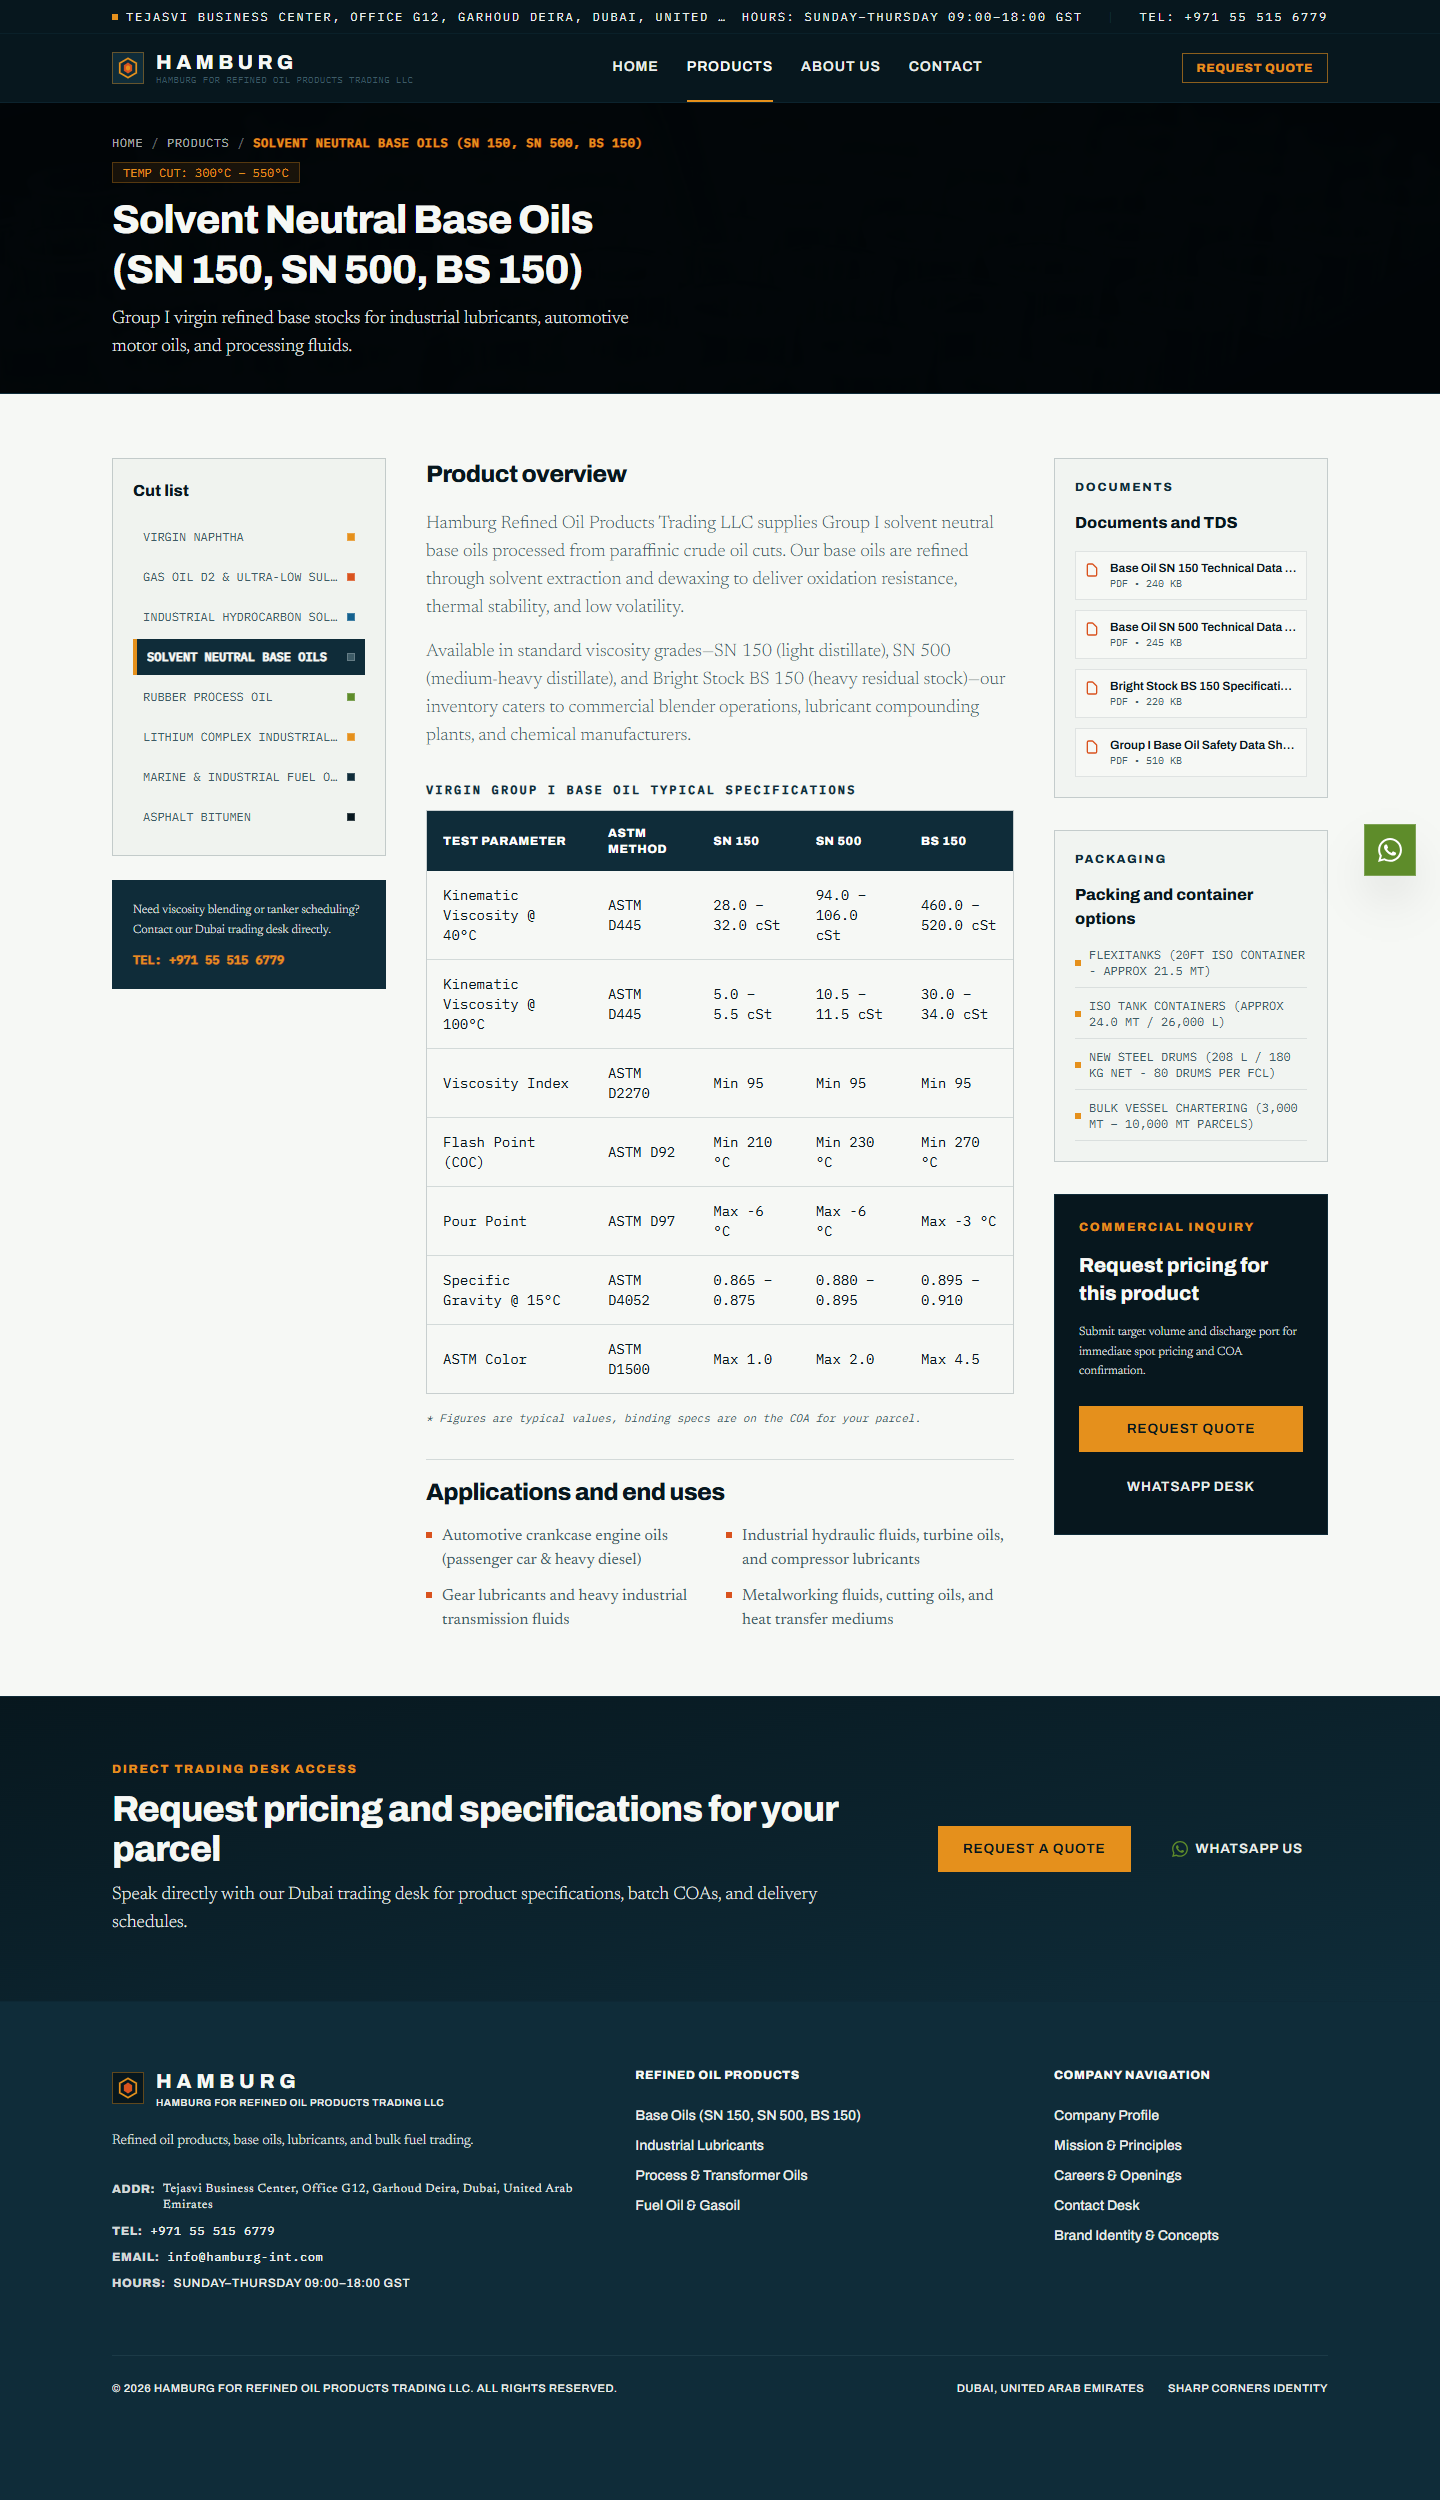 TEJASVI BUSINESS CENTER, OFFICE G12, GARHOUD DEIRA, DUBAI, UNITED …
HOURS: SUNDAY–THURSDAY 09:00–18:00 GST
TEL: +971 55 515 6779
HAMBURG
HAMBURG FOR REFINED OIL PRODUCTS TRADING LLC
HOME
PRODUCTS
ABOUT US
CONTACT
REQUEST QUOTE
HOME / PRODUCTS / SOLVENT NEUTRAL BASE OILS (SN 150, SN 500, BS 150)
TEMP CUT: 300°C – 550°C
Solvent Neutral Base Oils
(SN 150, SN 500, BS 150)
Group I virgin refined base stocks for industrial lubricants, automotive
motor oils, and processing fluids.
Cut list
VIRGIN NAPHTHA
GAS OIL D2 & ULTRA-LOW SUL…
INDUSTRIAL HYDROCARBON SOL…
SOLVENT NEUTRAL BASE OILS
RUBBER PROCESS OIL
LITHIUM COMPLEX INDUSTRIAL…
MARINE & INDUSTRIAL FUEL O…
ASPHALT BITUMEN
Need viscosity blending or tanker scheduling?
Contact our Dubai trading desk directly.
TEL: +971 55 515 6779
Product overview
Hamburg Refined Oil Products Trading LLC supplies Group I solvent neutral
base oils processed from paraffinic crude oil cuts. Our base oils are refined
through solvent extraction and dewaxing to deliver oxidation resistance,
thermal stability, and low volatility.
Available in standard viscosity grades—SN 150 (light distillate), SN 500
(medium-heavy distillate), and Bright Stock BS 150 (heavy residual stock)—our
inventory caters to commercial blender operations, lubricant compounding
plants, and chemical manufacturers.
VIRGIN GROUP I BASE OIL TYPICAL SPECIFICATIONS
TEST PARAMETER | ASTM METHOD | SN 150 | SN 500 | BS 150
Kinematic Viscosity @ 40°C | ASTM D445 | 28.0 – 32.0 cSt | 94.0 – 106.0 cSt | 460.0 – 520.0 cSt
Kinematic Viscosity @ 100°C | ASTM D445 | 5.0 – 5.5 cSt | 10.5 – 11.5 cSt | 30.0 – 34.0 cSt
Viscosity Index | ASTM D2270 | Min 95 | Min 95 | Min 95
Flash Point (COC) | ASTM D92 | Min 210 °C | Min 230 °C | Min 270 °C
Pour Point | ASTM D97 | Max -6 °C | Max -6 °C | Max -3 °C
Specific Gravity @ 15°C | ASTM D4052 | 0.865 – 0.875 | 0.880 – 0.895 | 0.895 – 0.910
ASTM Color | ASTM D1500 | Max 1.0 | Max 2.0 | Max 4.5
* Figures are typical values, binding specs are on the COA for your parcel.
Applications and end uses
Automotive crankcase engine oils
(passenger car & heavy diesel)
Industrial hydraulic fluids, turbine oils,
and compressor lubricants
Gear lubricants and heavy industrial
transmission fluids
Metalworking fluids, cutting oils, and
heat transfer mediums
DOCUMENTS
Documents and TDS
Base Oil SN 150 Technical Data …
PDF • 240 KB
Base Oil SN 500 Technical Data …
PDF • 245 KB
Bright Stock BS 150 Specificati…
PDF • 220 KB
Group I Base Oil Safety Data Sh…
PDF • 510 KB
PACKAGING
Packing and container
options
FLEXITANKS (20FT ISO CONTAINER
- APPROX 21.5 MT)
ISO TANK CONTAINERS (APPROX
24.0 MT / 26,000 L)
NEW STEEL DRUMS (208 L / 180
KG NET - 80 DRUMS PER FCL)
BULK VESSEL CHARTERING (3,000
MT – 10,000 MT PARCELS)
COMMERCIAL INQUIRY
Request pricing for
this product
Submit target volume and discharge port for
immediate spot pricing and COA
confirmation.
REQUEST QUOTE
WHATSAPP DESK
DIRECT TRADING DESK ACCESS
Request pricing and specifications for your
parcel
Speak directly with our Dubai trading desk for product specifications, batch COAs, and delivery
schedules.
REQUEST A QUOTE
WHATSAPP US
HAMBURG
HAMBURG FOR REFINED OIL PRODUCTS TRADING LLC
Refined oil products, base oils, lubricants, and bulk fuel trading.
ADDR: Tejasvi Business Center, Office G12, Garhoud Deira, Dubai, United Arab
Emirates
TEL: +971 55 515 6779
EMAIL: info@hamburg-int.com
HOURS: SUNDAY–THURSDAY 09:00–18:00 GST
REFINED OIL PRODUCTS
Base Oils (SN 150, SN 500, BS 150)
Industrial Lubricants
Process & Transformer Oils
Fuel Oil & Gasoil
COMPANY NAVIGATION
Company Profile
Mission & Principles
Careers & Openings
Contact Desk
Brand Identity & Concepts
© 2026 HAMBURG FOR REFINED OIL PRODUCTS TRADING LLC. ALL RIGHTS RESERVED.
DUBAI, UNITED ARAB EMIRATES
SHARP CORNERS IDENTITY